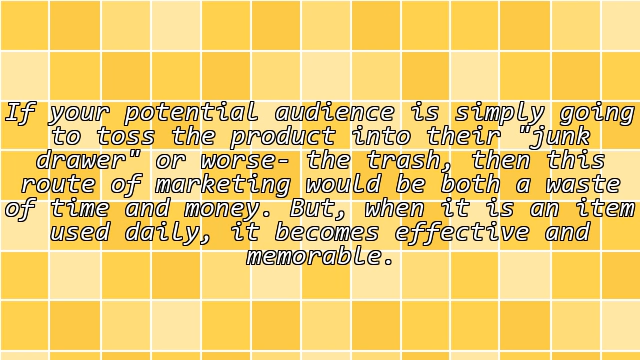 If your potential audience is simply going
to toss the product into their "junk
drawer" or worse- the trash, then this
route of marketing would be both a waste
of time and money. But, when it is an item
used daily, it becomes effective and
memorable.